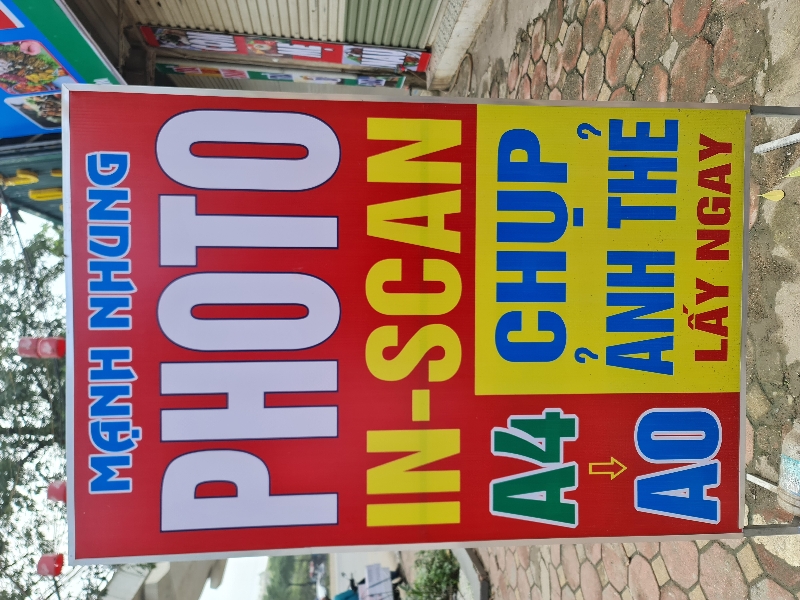 MẠNH NHUNG
PHOTO
IN-SCAN
A4
A0
CHỤP
ẢNH THẺ
LẤY NGAY